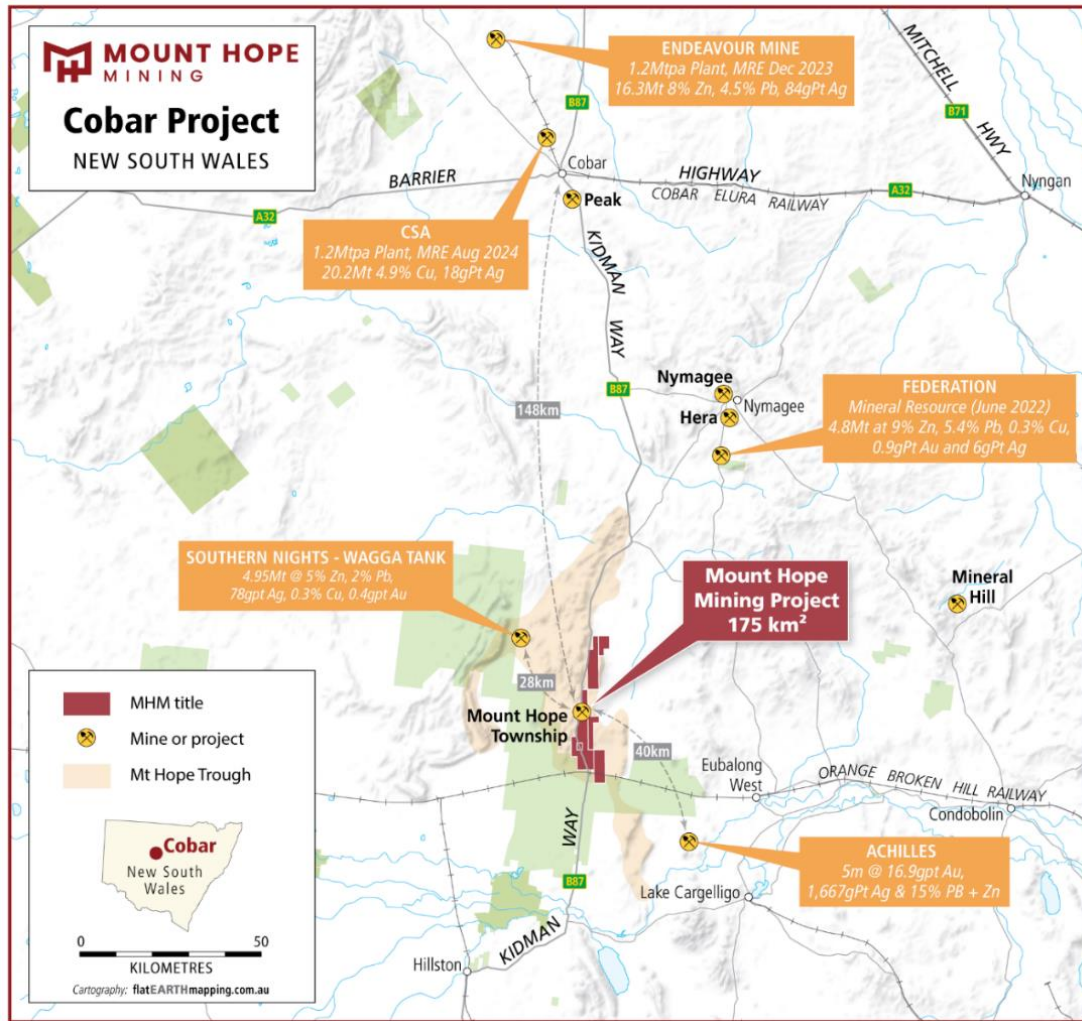 MOUNT HOPE
MINING
Cobar Project
NEW SOUTH WALES
ENDEAVOUR MINE
1.2Mtpa Plant, MRE Dec 2023
16.3Mt 8% Zn, 4.5% Pb, 84gPt Ag
B87
MITCHELL
HWY
B71
Cobar
BARRIER
HIGHWAY
COBAR ELURA RAILWAY
A32
A32
Nyngan
Peak
CSA
1.2Mtpa Plant, MRE Aug 2024
20.2Mt 4.9% Cu, 18gPt Ag
KIDMAN
WAY
B87
148km
Nymagee
Nymagee
Hera
FEDERATION
Mineral Resource (June 2022)
4.8Mt at 9% Zn, 5.4% Pb, 0.3% Cu,
0.9gPt Au and 6gPt Ag
SOUTHERN NIGHTS - WAGGA TANK
4.95Mt @ 5% Zn, 2% Pb,
78gpt Ag, 0.3% Cu, 0.4gpt Au
Mount Hope
Mining Project
175 km²
Mineral
Hill
28km
Mount Hope
Township
40km
Eubalong
West
ORANGE BROKEN HILL RAILWAY
Condobolin
WAY
B87
KIDMAN
ACHILLES
5m @ 16.9gpt Au,
1,667gPt Ag & 15% PB + Zn
Lake Cargelligo
Hillston
MHM title
Mine or project
Mt Hope Trough
Cobar
New South
Wales
0 50
KILOMETRES
Cartography: flatEARTHmapping.com.au